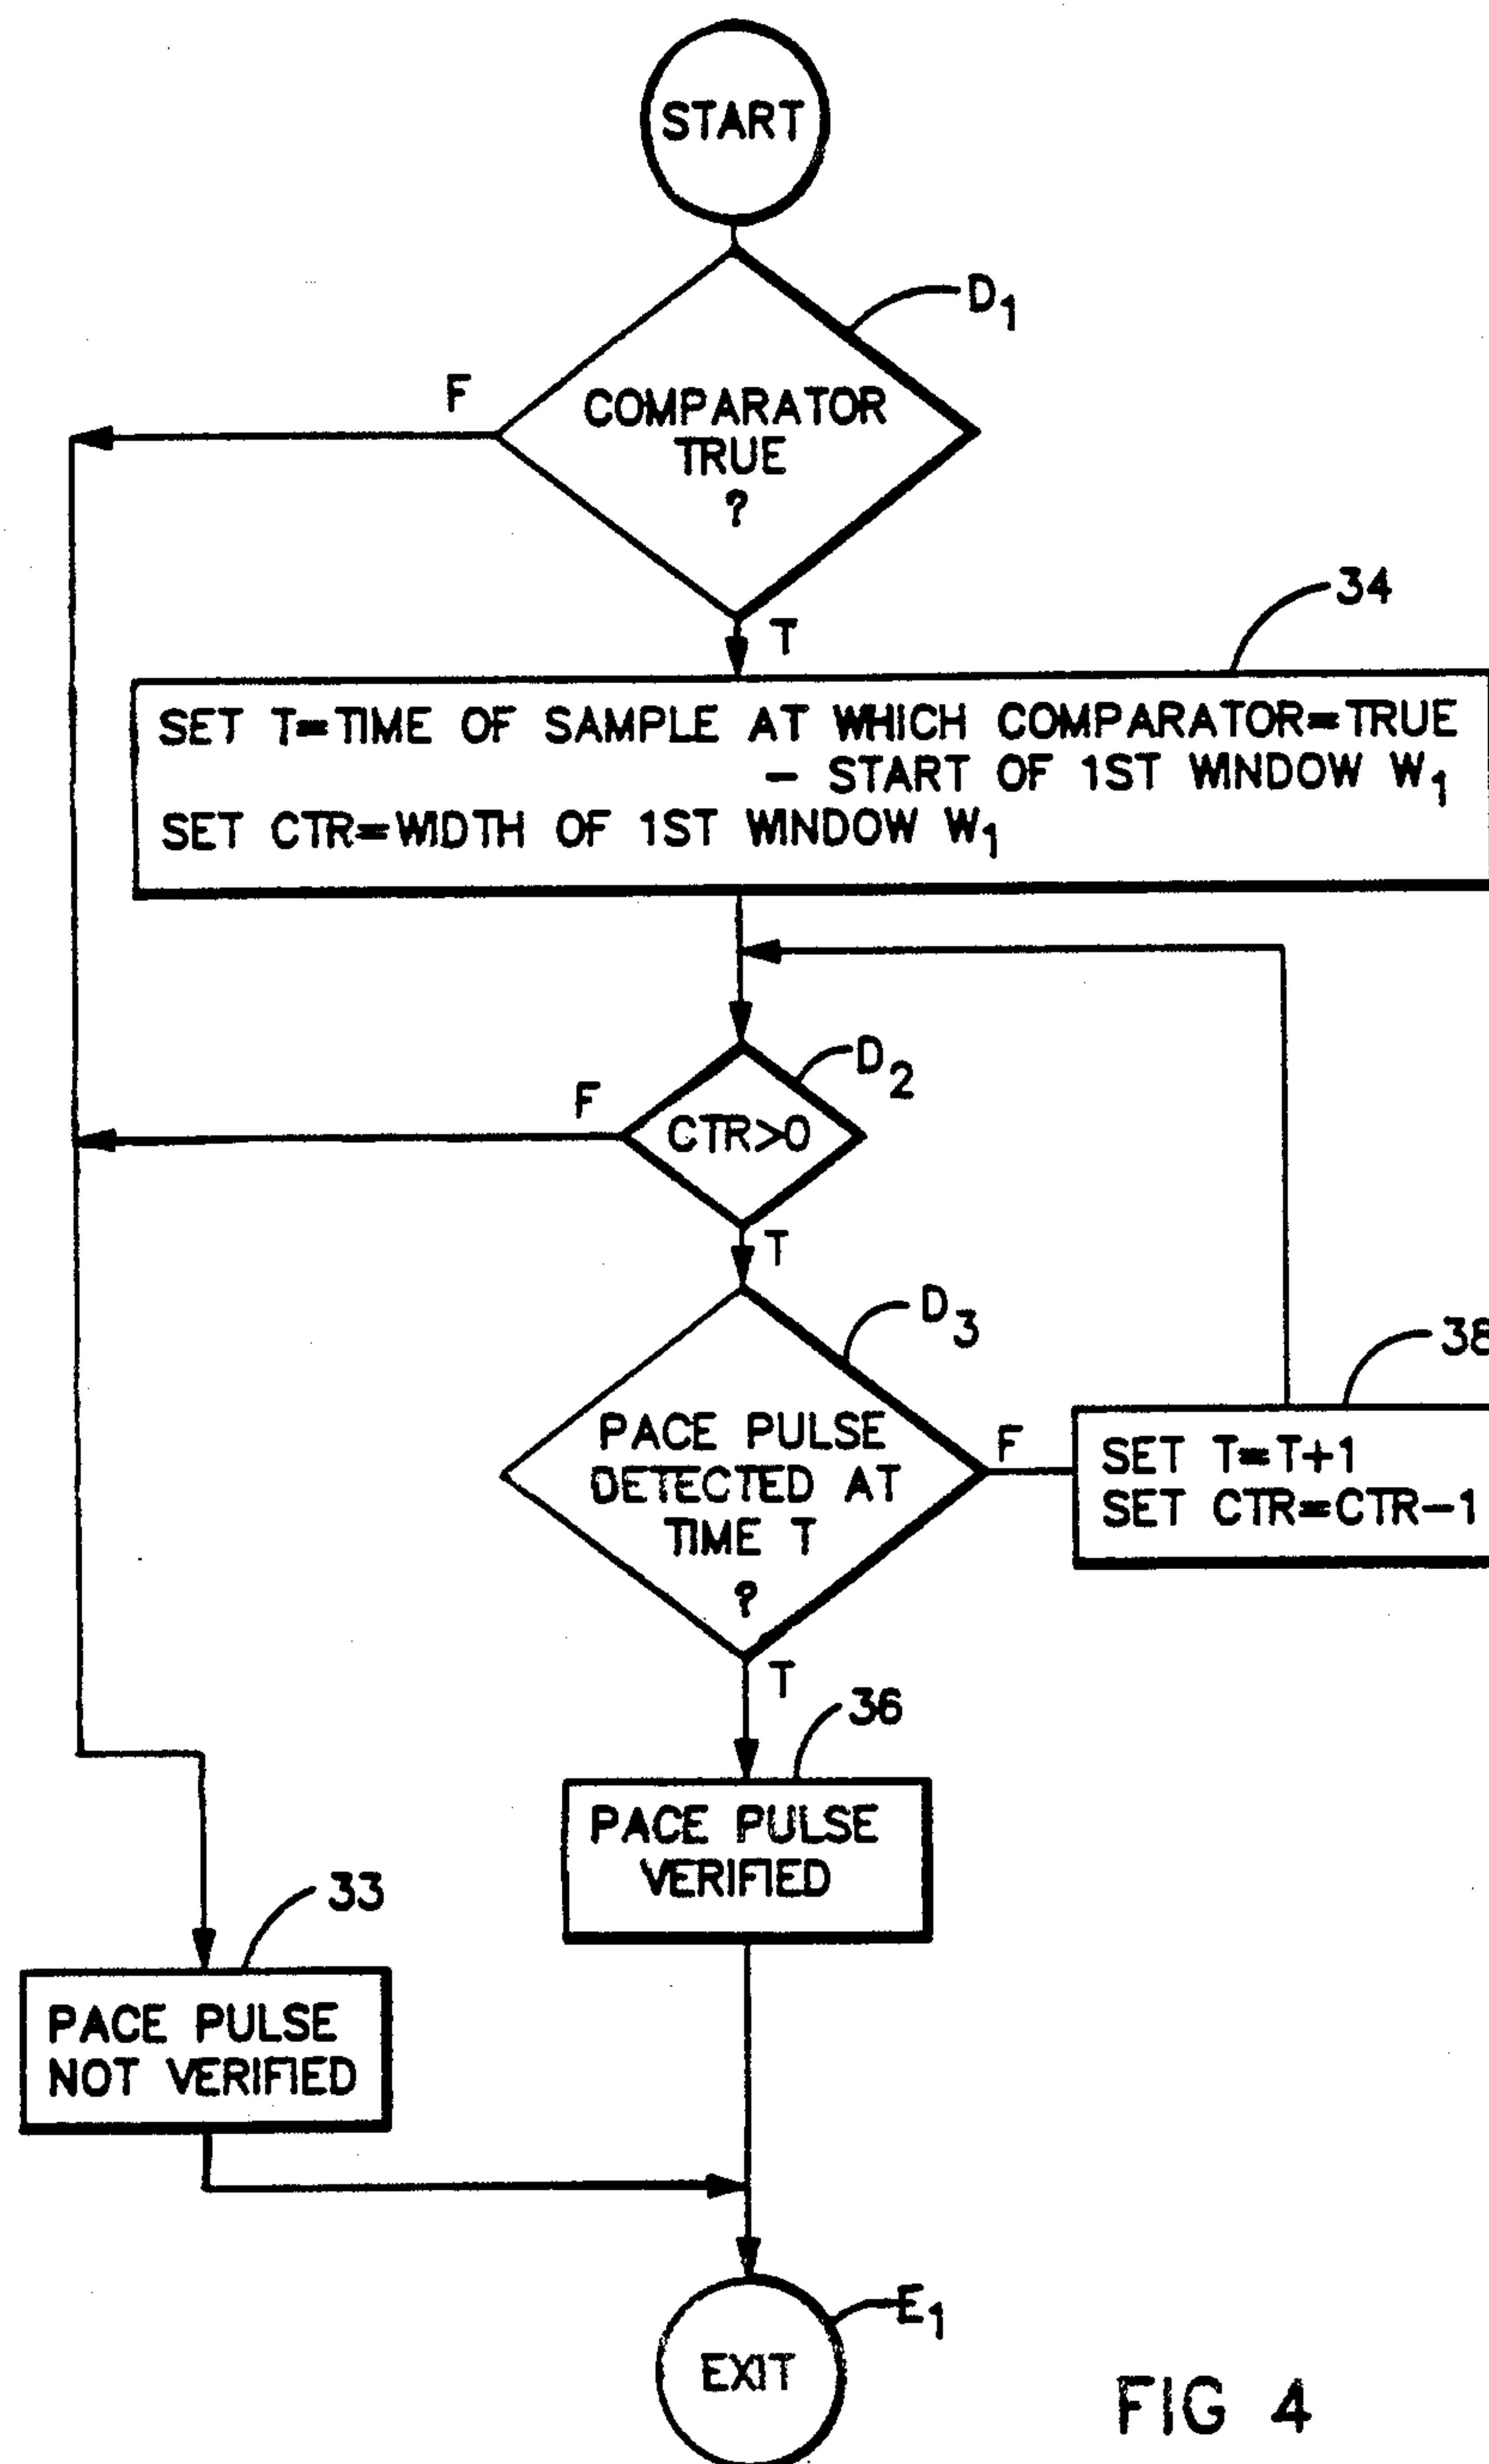 START
D1
F
COMPARATOR
TRUE
?
T
34
SET T=TIME OF SAMPLE AT WHICH COMPARATOR=TRUE
- START OF 1ST WINDOW W1
SET CTR=WIDTH OF 1ST WINDOW W1
D2
F
CTR>0
T
D3
38
PACE PULSE
DETECTED AT
TIME T
?
F
SET T=T+1
SET CTR=CTR-1
T
36
PACE PULSE
VERIFIED
33
PACE PULSE
NOT VERIFIED
E1
EXIT
FIG 4